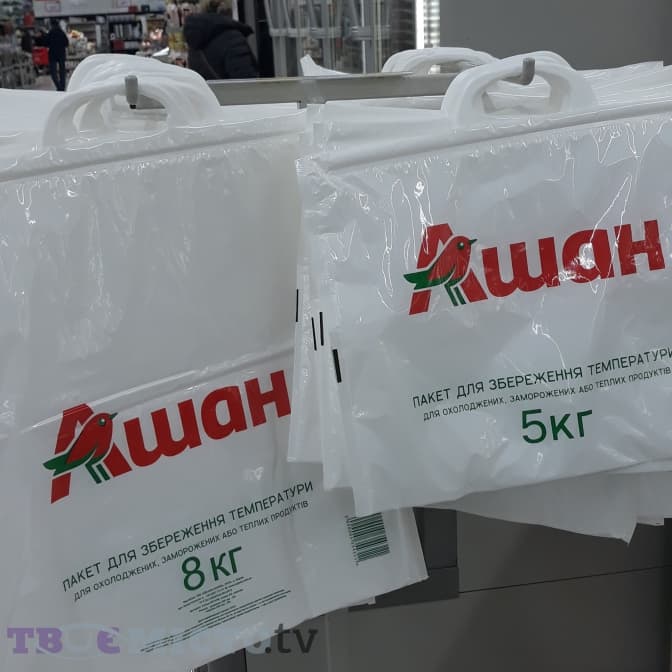 Ашан
ПАКЕТ ДЛЯ ЗБЕРЕЖЕННЯ ТЕМПЕРАТУРИ
ДЛЯ ОХОЛОДЖЕНИХ, ЗАМОРОЖЕНИХ АБО ТЕПЛИХ ПРОДУКТІВ
8 КГ
Ашан
ПАКЕТ ДЛЯ ЗБЕРЕЖЕННЯ ТЕМПЕРАТУРИ
ДЛЯ ОХОЛОДЖЕНИХ, ЗАМОРОЖЕНИХ АБО ТЕПЛИХ ПРОДУКТІВ
5КГ